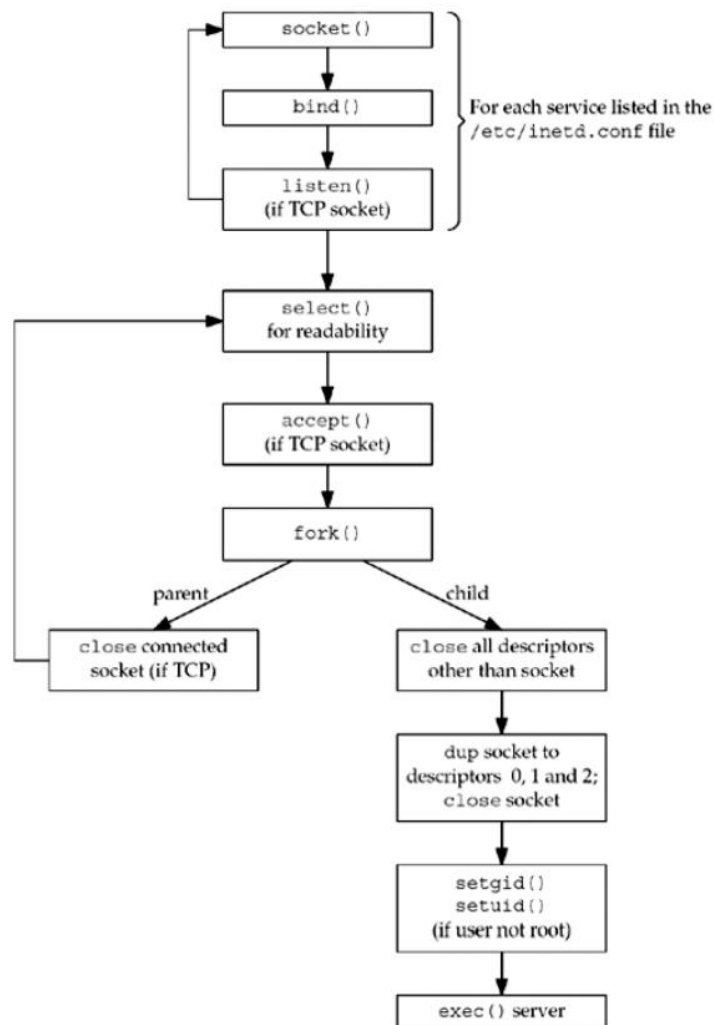 socket()
bind()
For each service listed in the
/etc/inetd.conf file
listen()
(if TCP socket)
select()
for readability
accept()
(if TCP socket)
fork()
parent
child
close connected
socket (if TCP)
close all descriptors
other than socket
dup socket to
descriptors 0, 1 and 2;
close socket
setgid()
setuid()
(if user not root)
exec() server